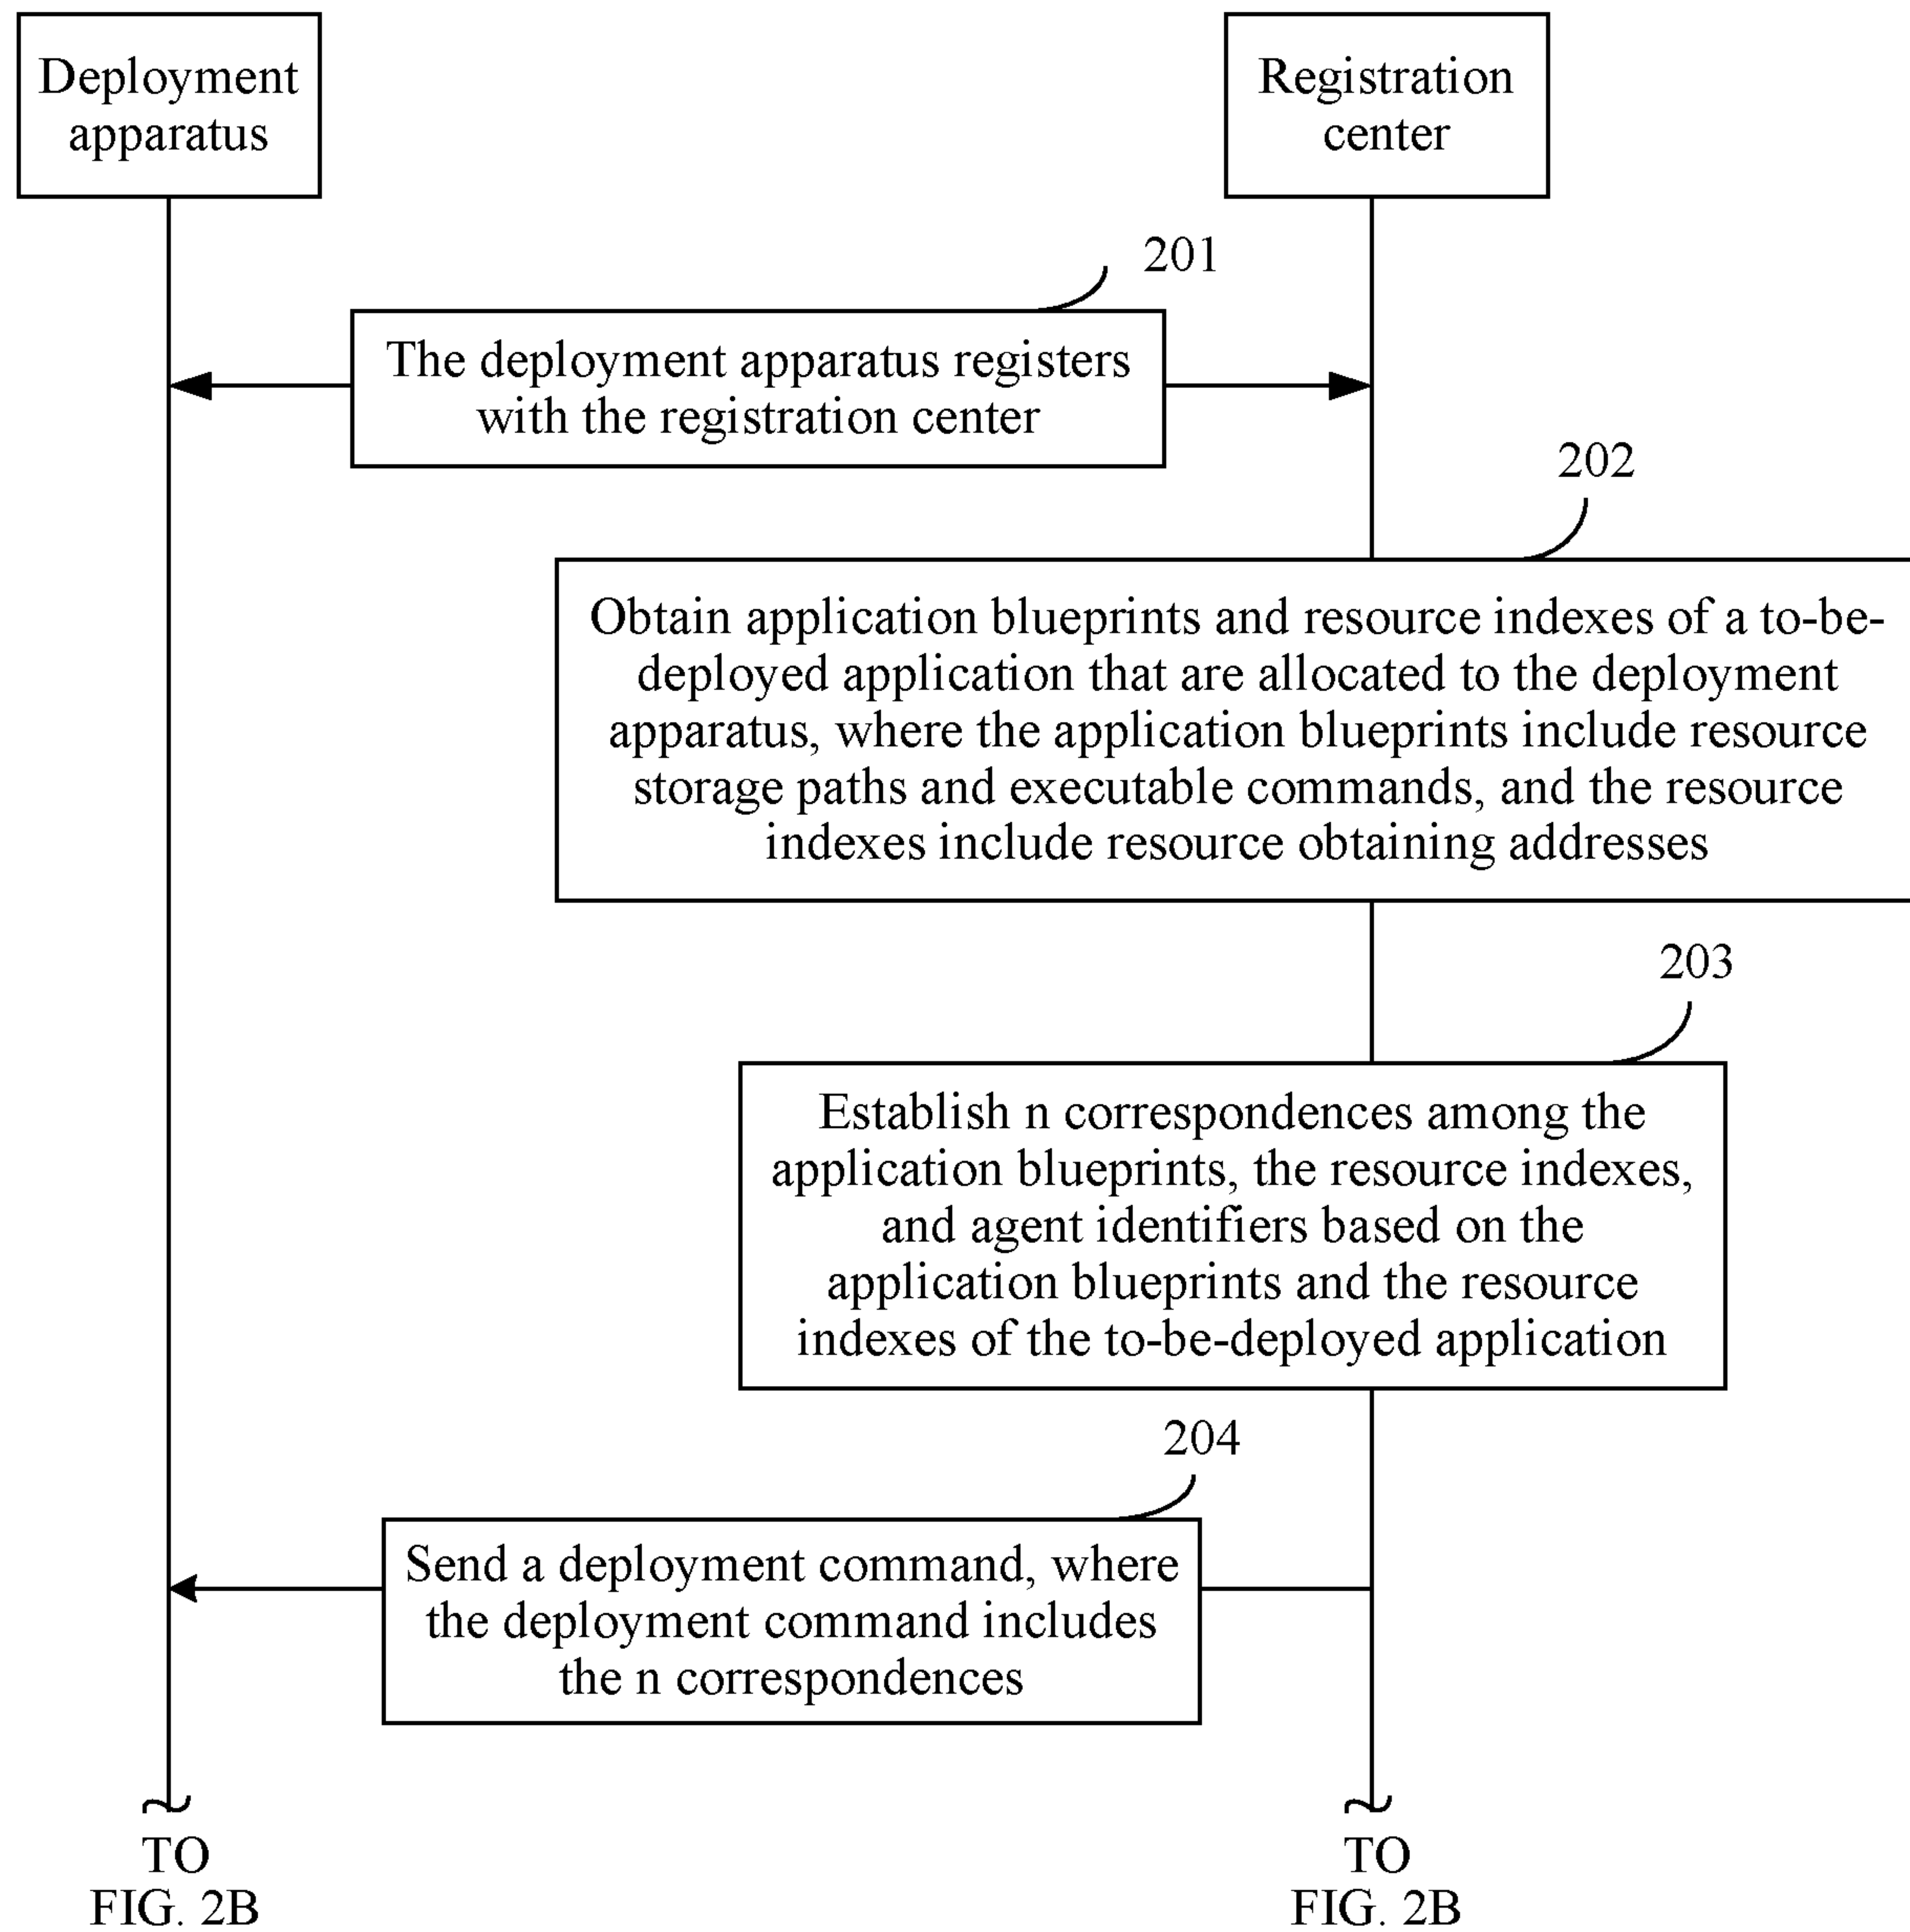 Deployment
apparatus
Registration
center
201
The deployment apparatus registers
with the registration center
202
Obtain application blueprints and resource indexes of a to-be-
deployed application that are allocated to the deployment
apparatus, where the application blueprints include resource
storage paths and executable commands, and the resource
indexes include resource obtaining addresses
203
Establish n correspondences among the
application blueprints, the resource indexes,
and agent identifiers based on the
application blueprints and the resource
indexes of the to-be-deployed application
204
Send a deployment command, where
the deployment command includes
the n correspondences
TO
FIG. 2B
TO
FIG. 2B